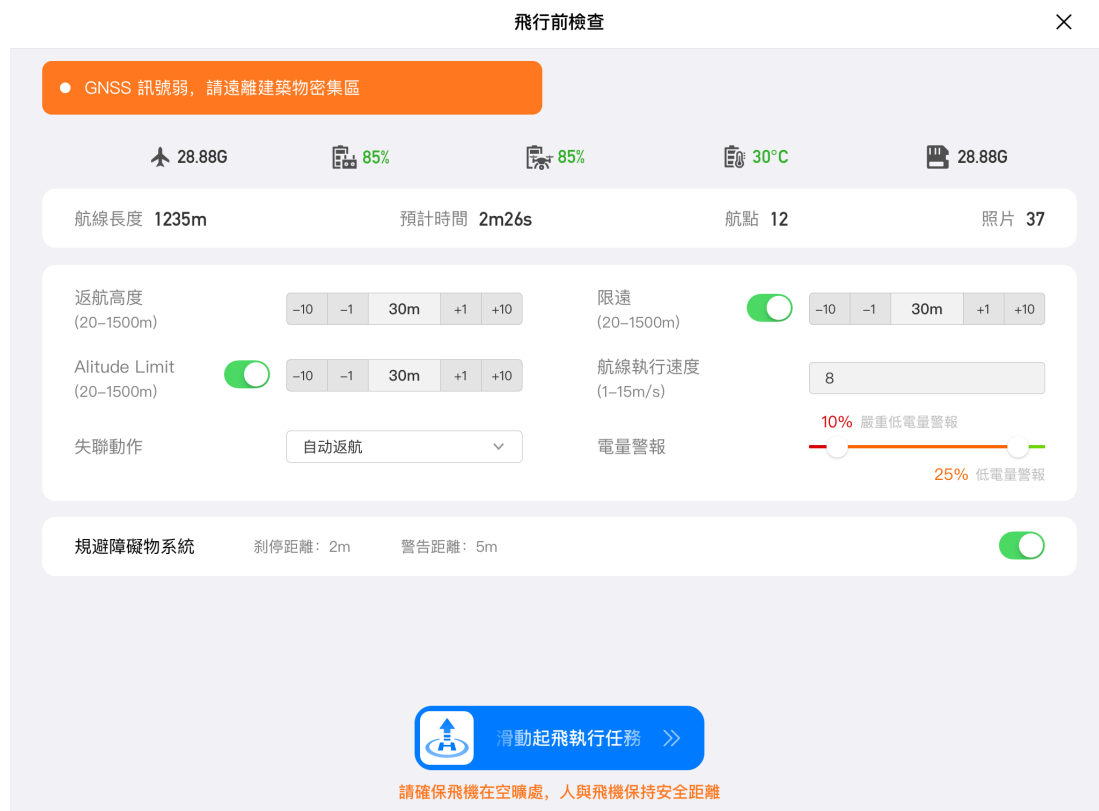 飛行前檢查
GNSS 訊號弱，請遠離建築物密集區
28.88G 85% 85% 30°C 28.88G
航線長度 1235m 預計時間 2m26s 航點 12 照片 37
返航高度 -10 -1 30m +1 +10
(20-1500m)
限遠 -10 -1 30m +1 +10
(20-1500m)
Alitude Limit -10 -1 30m +1 +10
(20-1500m)
航線執行速度 8
(1-15m/s)
失聯動作 自动返航
電量警報
10% 嚴重低電量警報
25% 低電量警報
規避障礙物系統 剎停距離：2m 警告距離：5m
滑動起飛執行任務
請確保飛機在空曠處，人與飛機保持安全距離